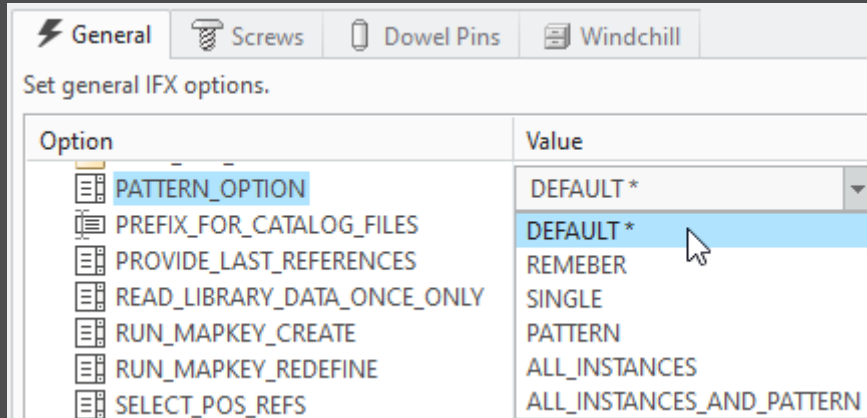 General Screws Dowel Pins Windchill
Set general IFX options.
Option Value
PATTERN_OPTION DEFAULT *
PREFIX_FOR_CATALOG_FILES DEFAULT *
PROVIDE_LAST_REFERENCES REMEBER
READ_LIBRARY_DATA_ONCE_ONLY SINGLE
RUN_MAPKEY_CREATE PATTERN
RUN_MAPKEY_REDEFINE ALL_INSTANCES
SELECT_POS_REFS ALL_INSTANCES_AND_PATTERN